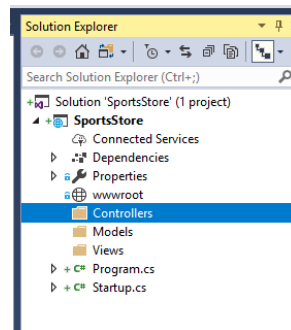 Solution Explorer
Search Solution Explorer (Ctrl+;)
Solution 'SportsStore' (1 project)
SportsStore
Connected Services
Dependencies
Properties
wwwroot
Controllers
Models
Views
C# Program.cs
C# Startup.cs